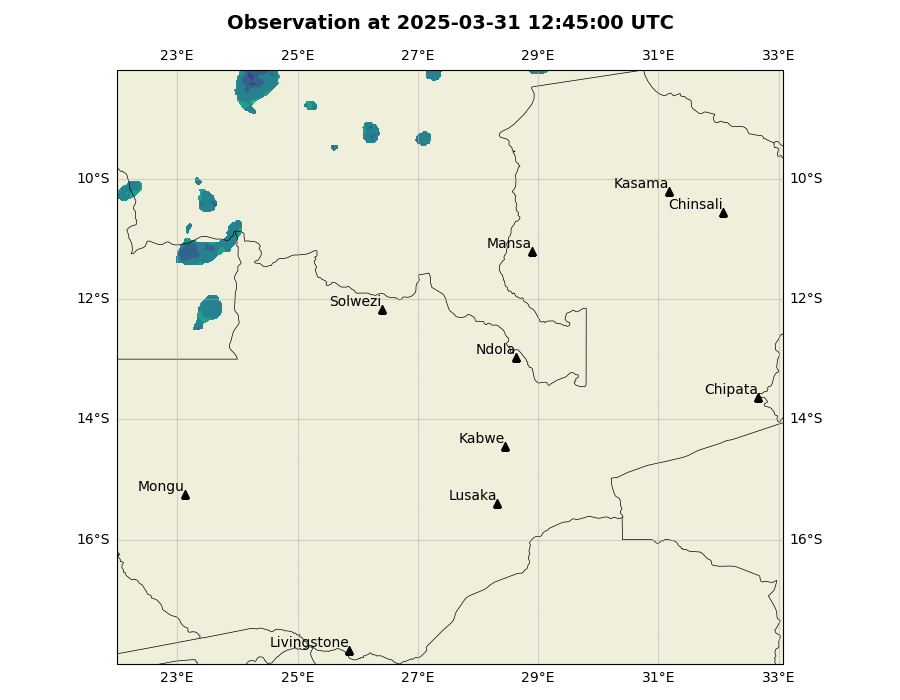 Observation at 2025-03-31 12:45:00 UTC
23°E 25°E 27°E 29°E 31°E 33°E
10°S 10°S
Kasama
Chinsali
Mansa
12°S 12°S
Solwezi
Ndola
Chipata
14°S 14°S
Kabwe
Mongu
Lusaka
16°S 16°S
Livingstone
23°E 25°E 27°E 29°E 31°E 33°E